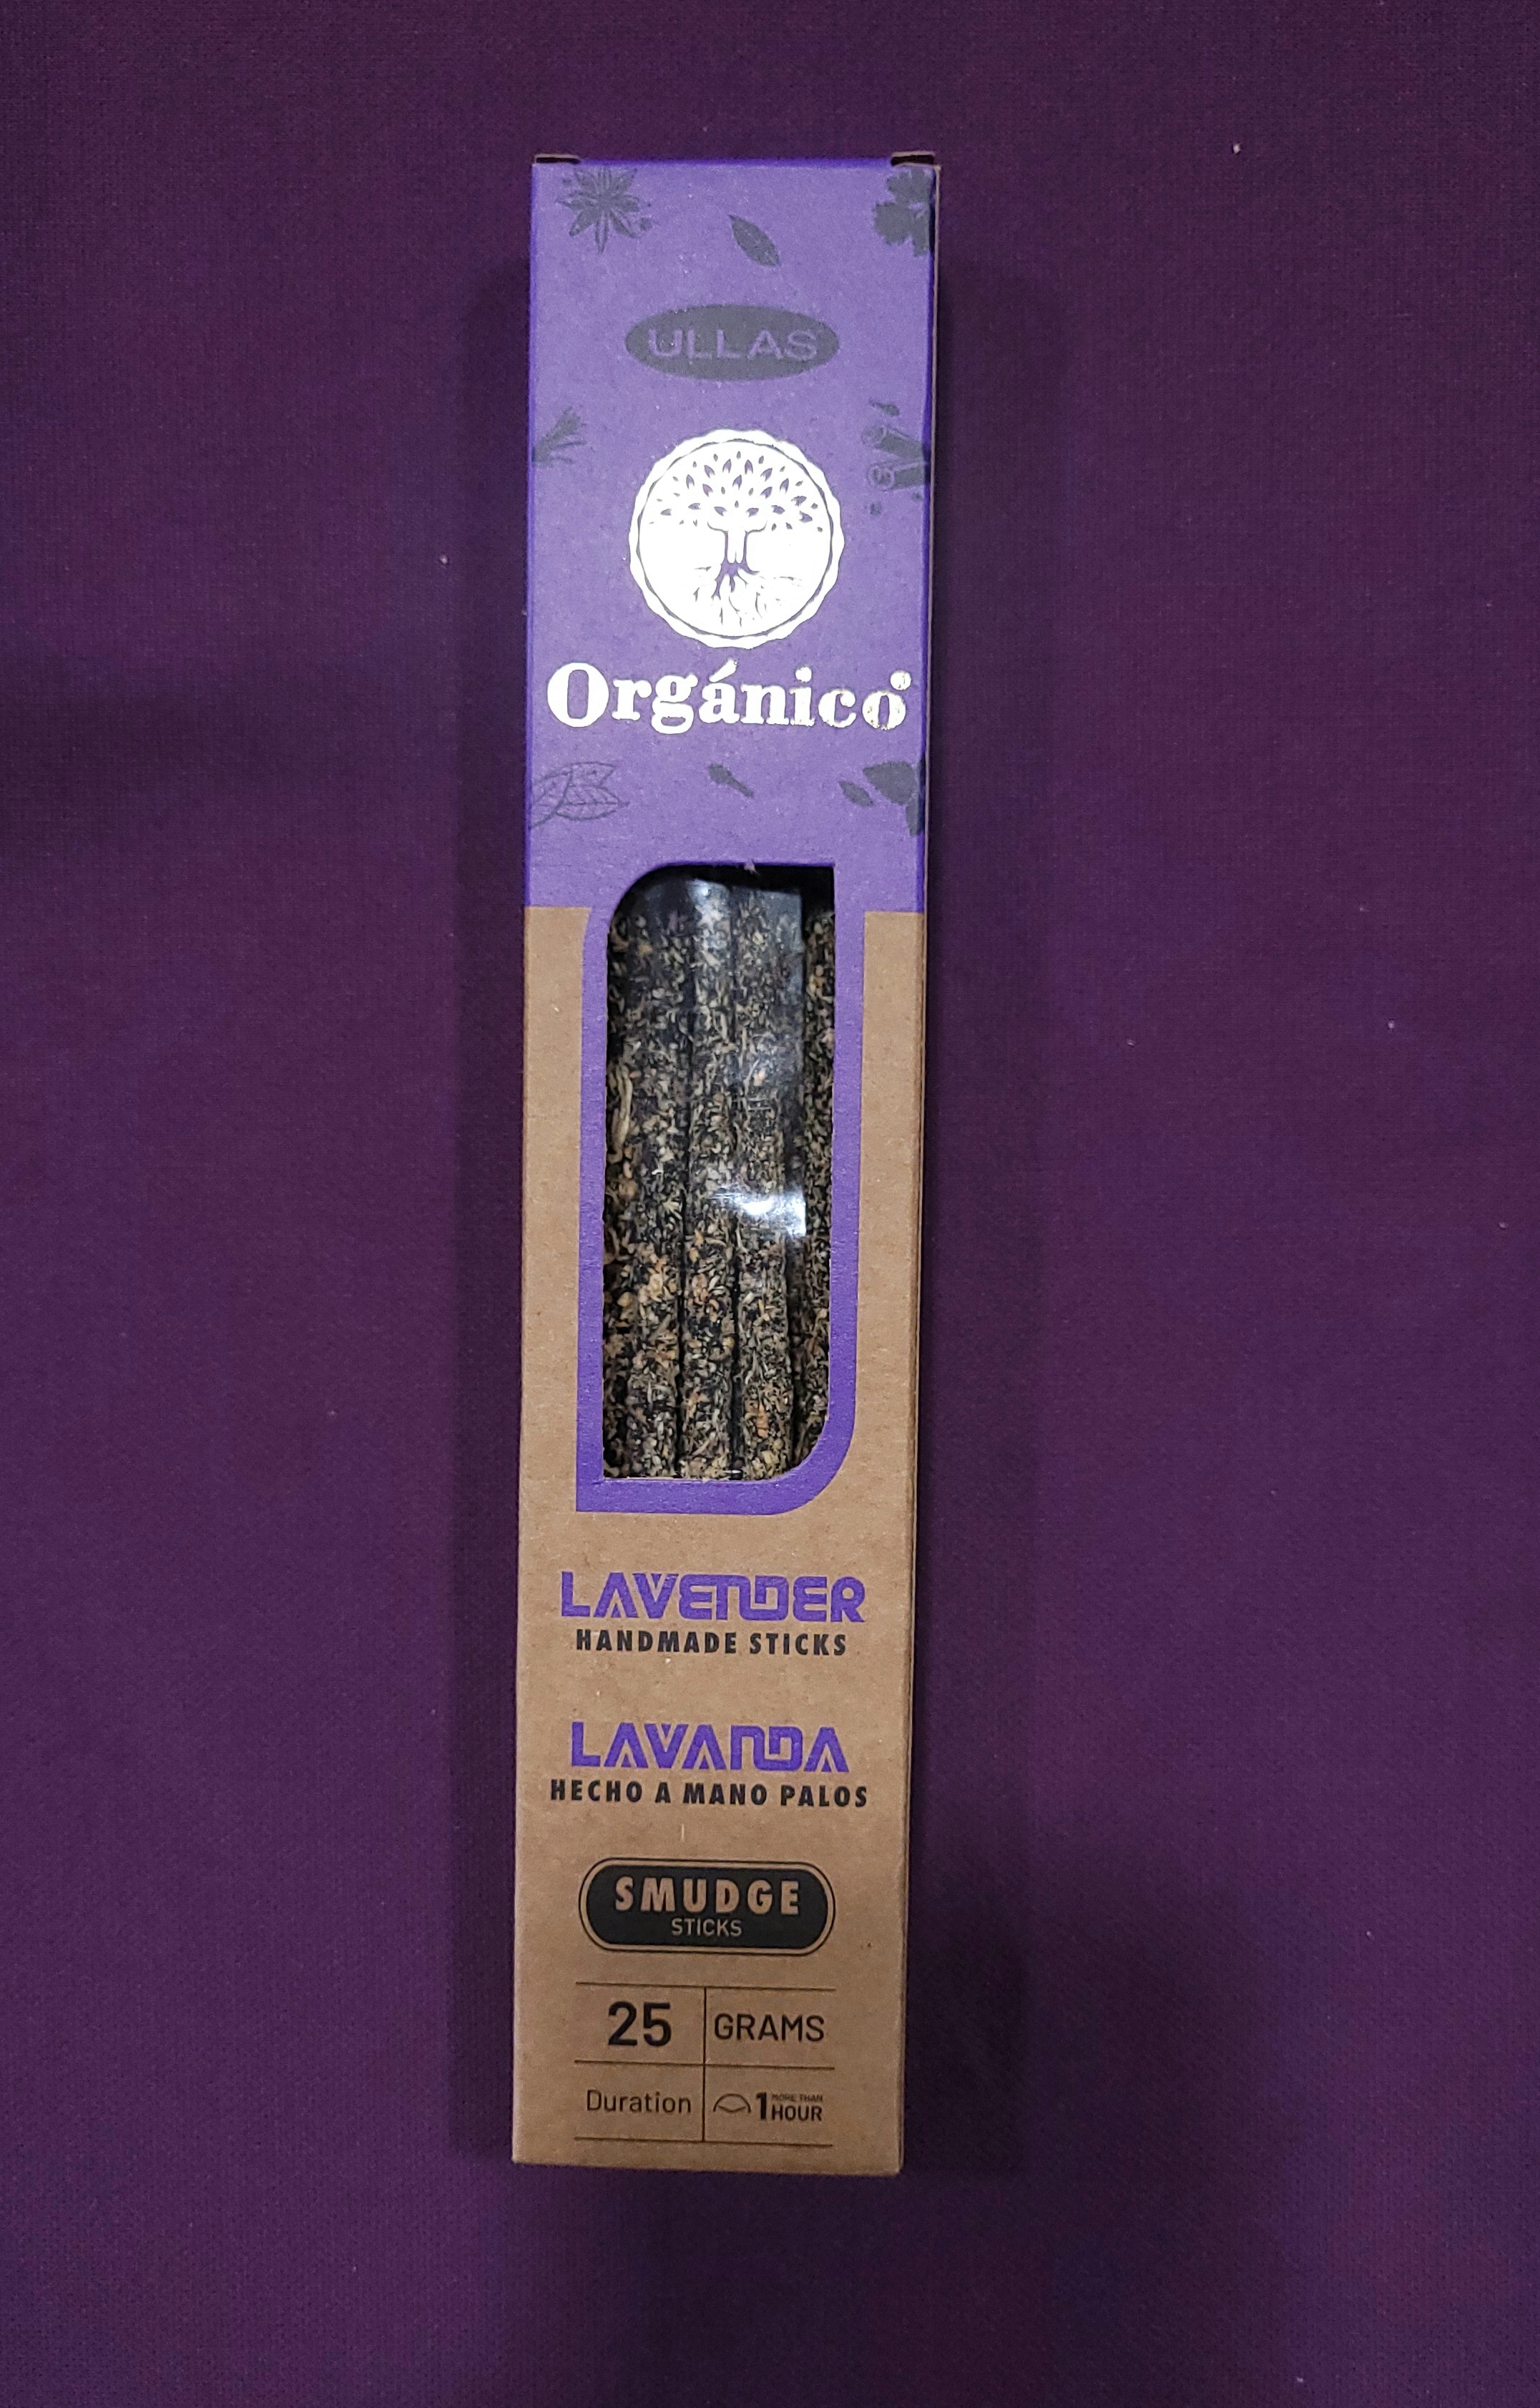 ULLAS
Orgánico
LAVENDER
HANDMADE STICKS
LAVANDA
HECHO A MANO PALOS
SMUDGE
STICKS
25 GRAMS
Duration 1 MORE THAN HOUR